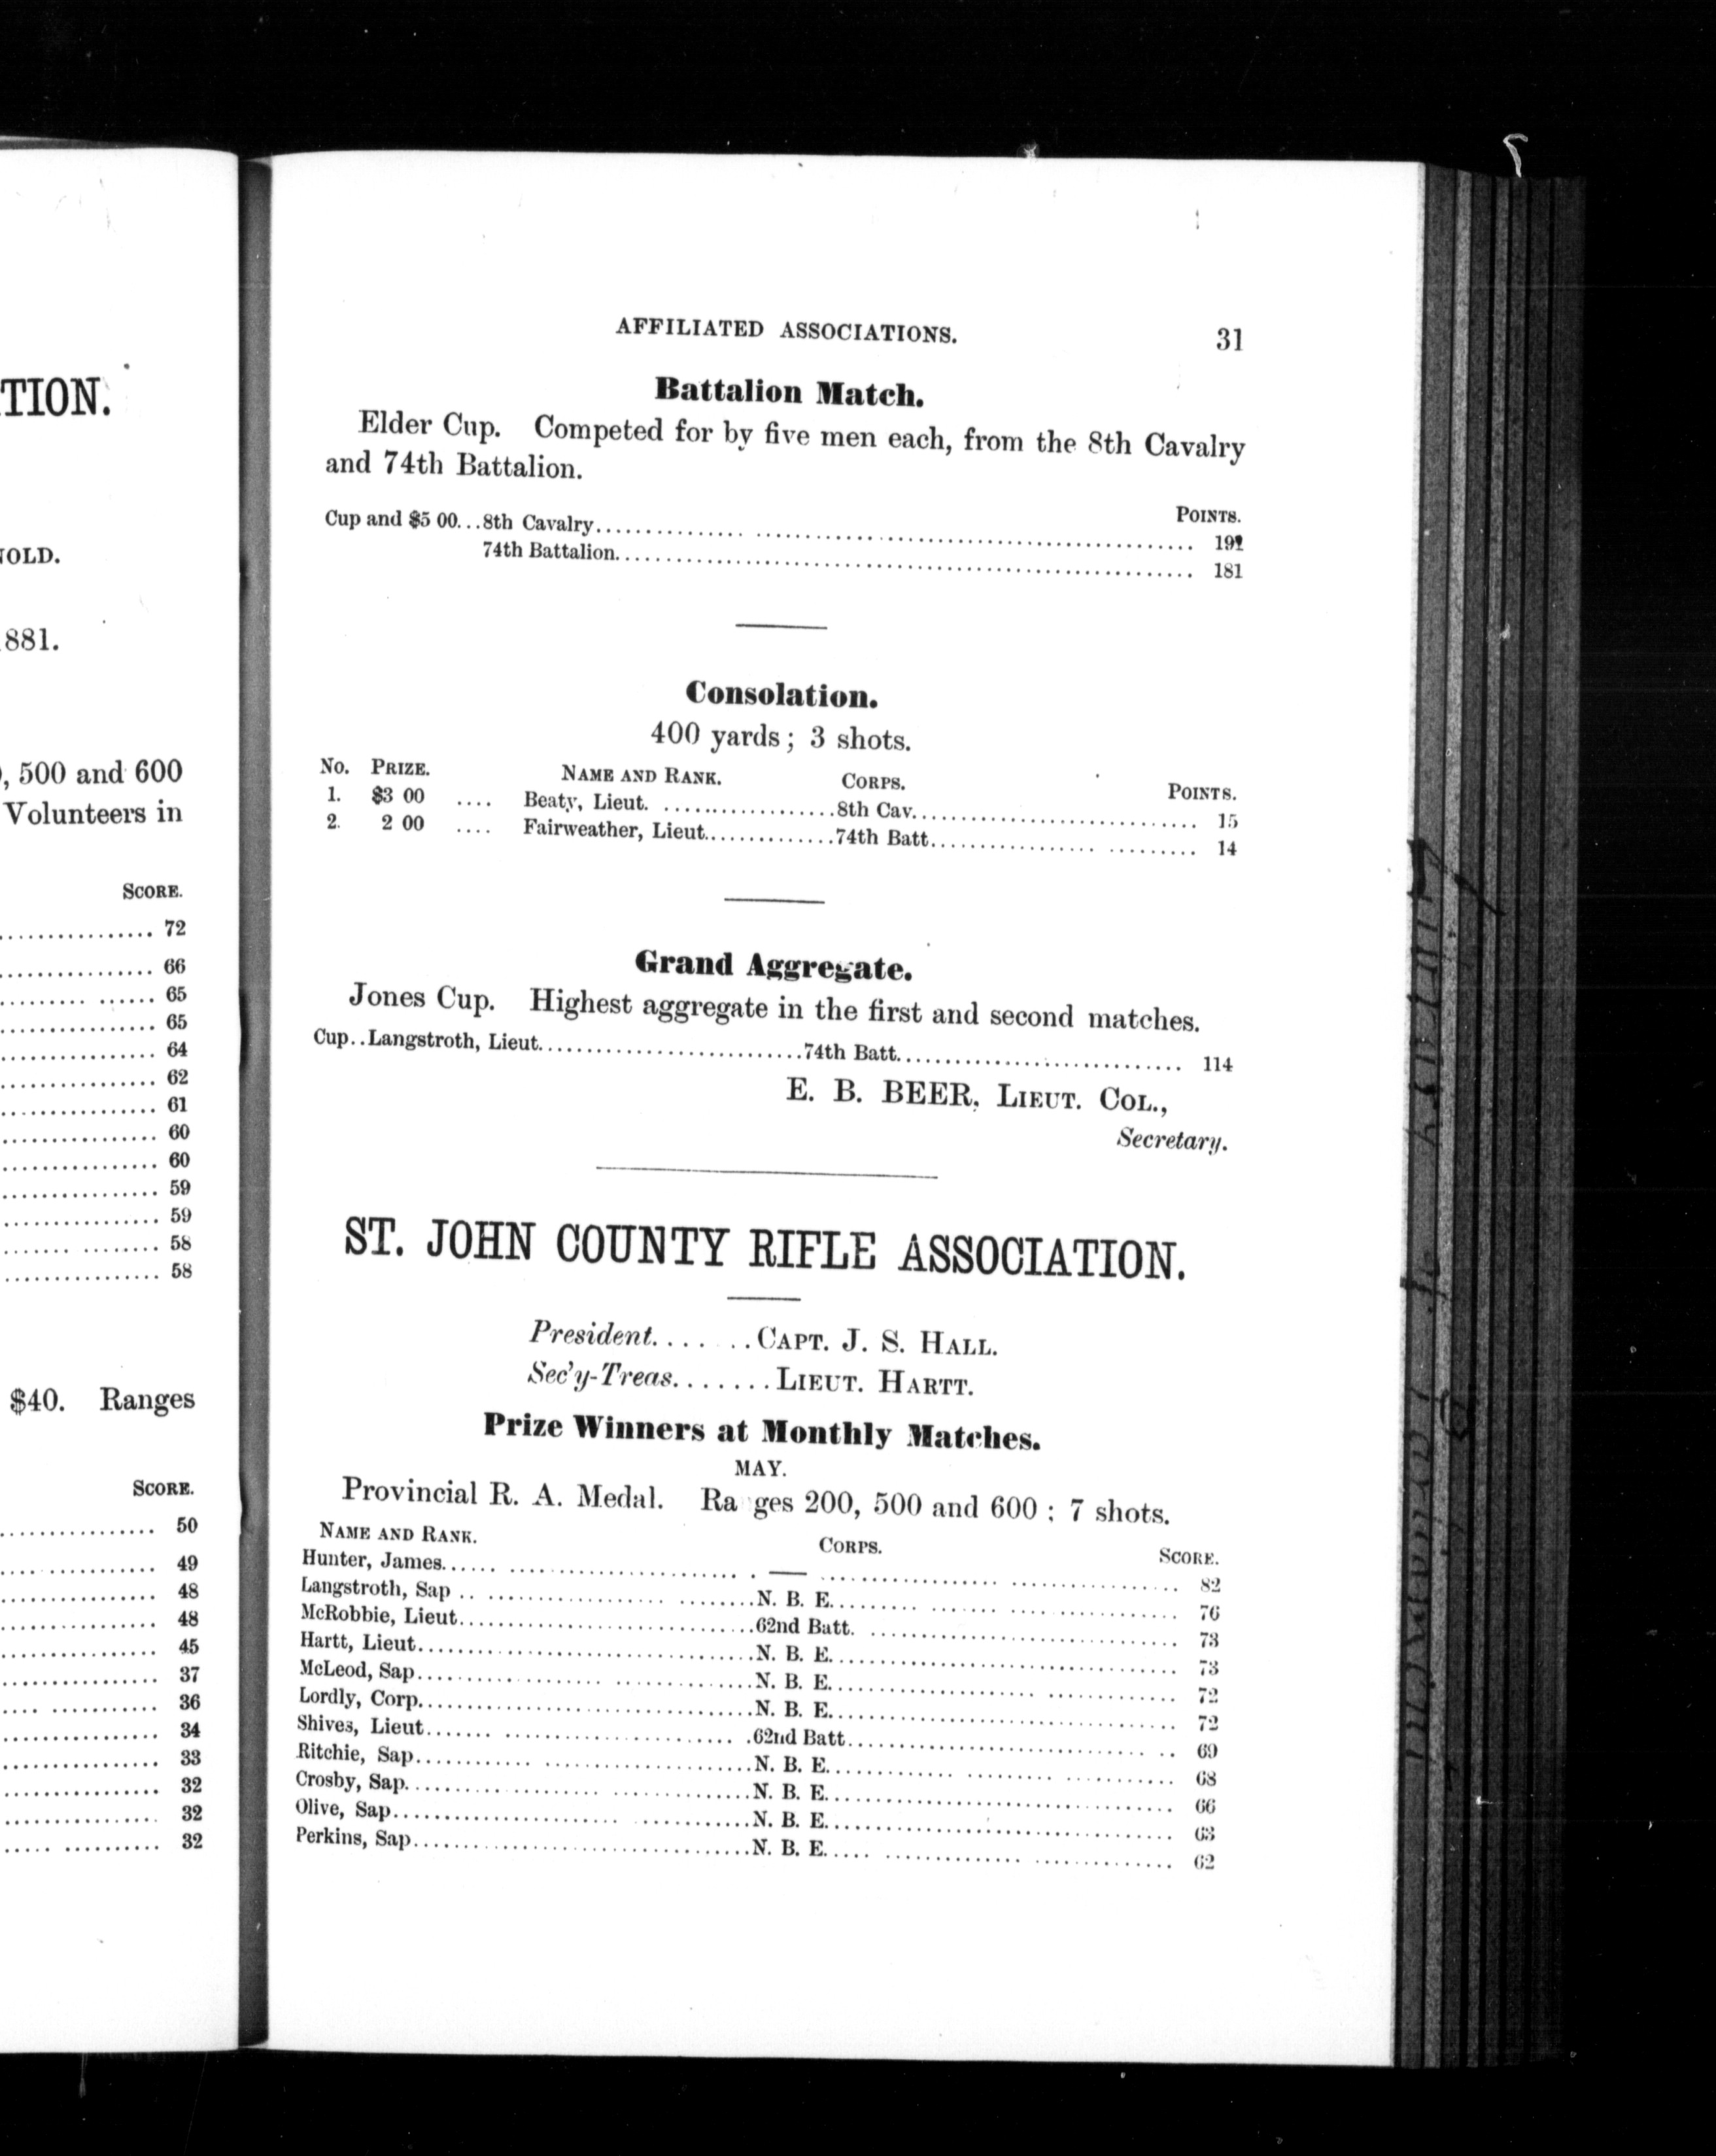 TION.
NOLD.
1881.
, 500 and 600
Volunteers in
SCORE.
................ 72
................ 66
......... ...... 65
................ 65
................ 64
................ 62
................ 61
................ 60
................ 60
................ 59
................ 59
....... ........ 58
................ 58
$40. Ranges
SCORE.
................ 50
................ 49
................ 48
................ 48
................ 45
................ 37
.... ........... 36
................ 34
................ 33
................ 32
................ 32
..... .......... 32
AFFILIATED ASSOCIATIONS. 31
Battalion Match.
Elder Cup. Competed for by five men each, from the 8th Cavalry
and 74th Battalion.
POINTS.
Cup and $5 00...8th Cavalry................................ 19
74th Battalion................................ 181
Consolation.
400 yards; 3 shots.
No. PRIZE. NAME AND RANK. CORPS. POINTS.
1. $3 00 .... Beaty, Lieut. ...................8th Cav................................ 15
2. 2 00 .... Fairweather, Lieut..............74th Batt................. .......... 14
Grand Aggregate.
Jones Cup. Highest aggregate in the first and second matches.
Cup..Langstroth, Lieut.............................74th Batt................................ 114
E. B. BEER, LIEUT. COL.,
Secretary.
ST. JOHN COUNTY RIFLE ASSOCIATION.
President.... ...CAPT. J. S. HALL.
Sec'y-Treas.......LIEUT. HARTT.
Prize Winners at Monthly Matches.
MAY.
Provincial R. A. Medal. Ra ges 200, 500 and 600 ; 7 shots.
NAME AND RANK. CORPS. SCORE.
Hunter, James...... .......................... . — .................... ................... 82
Langstroth, Sap .. .................... ........N. B. E......... ....... .... ............. 76
McRobbie, Lieut.................................62nd Batt. .................................. 73
Hartt, Lieut.....................................N. B. E...................................... 73
McLeod, Sap.................... ...............N. B. E........................ .............. 72
Lordly, Corp.....................................N. B. E...................................... 72
Shives, Lieut....... ......................... . .62nd Batt................................. .. 69
Ritchie, Sap.............. .......................N. B. E.............. .......... ............ 68
Crosby, Sap..................... ..............N. B. E...................................... 66
Olive, Sap......................... ............N. B. E...................................... 63
Perkins, Sap.....................................N. B. E..... ............... ............... 62